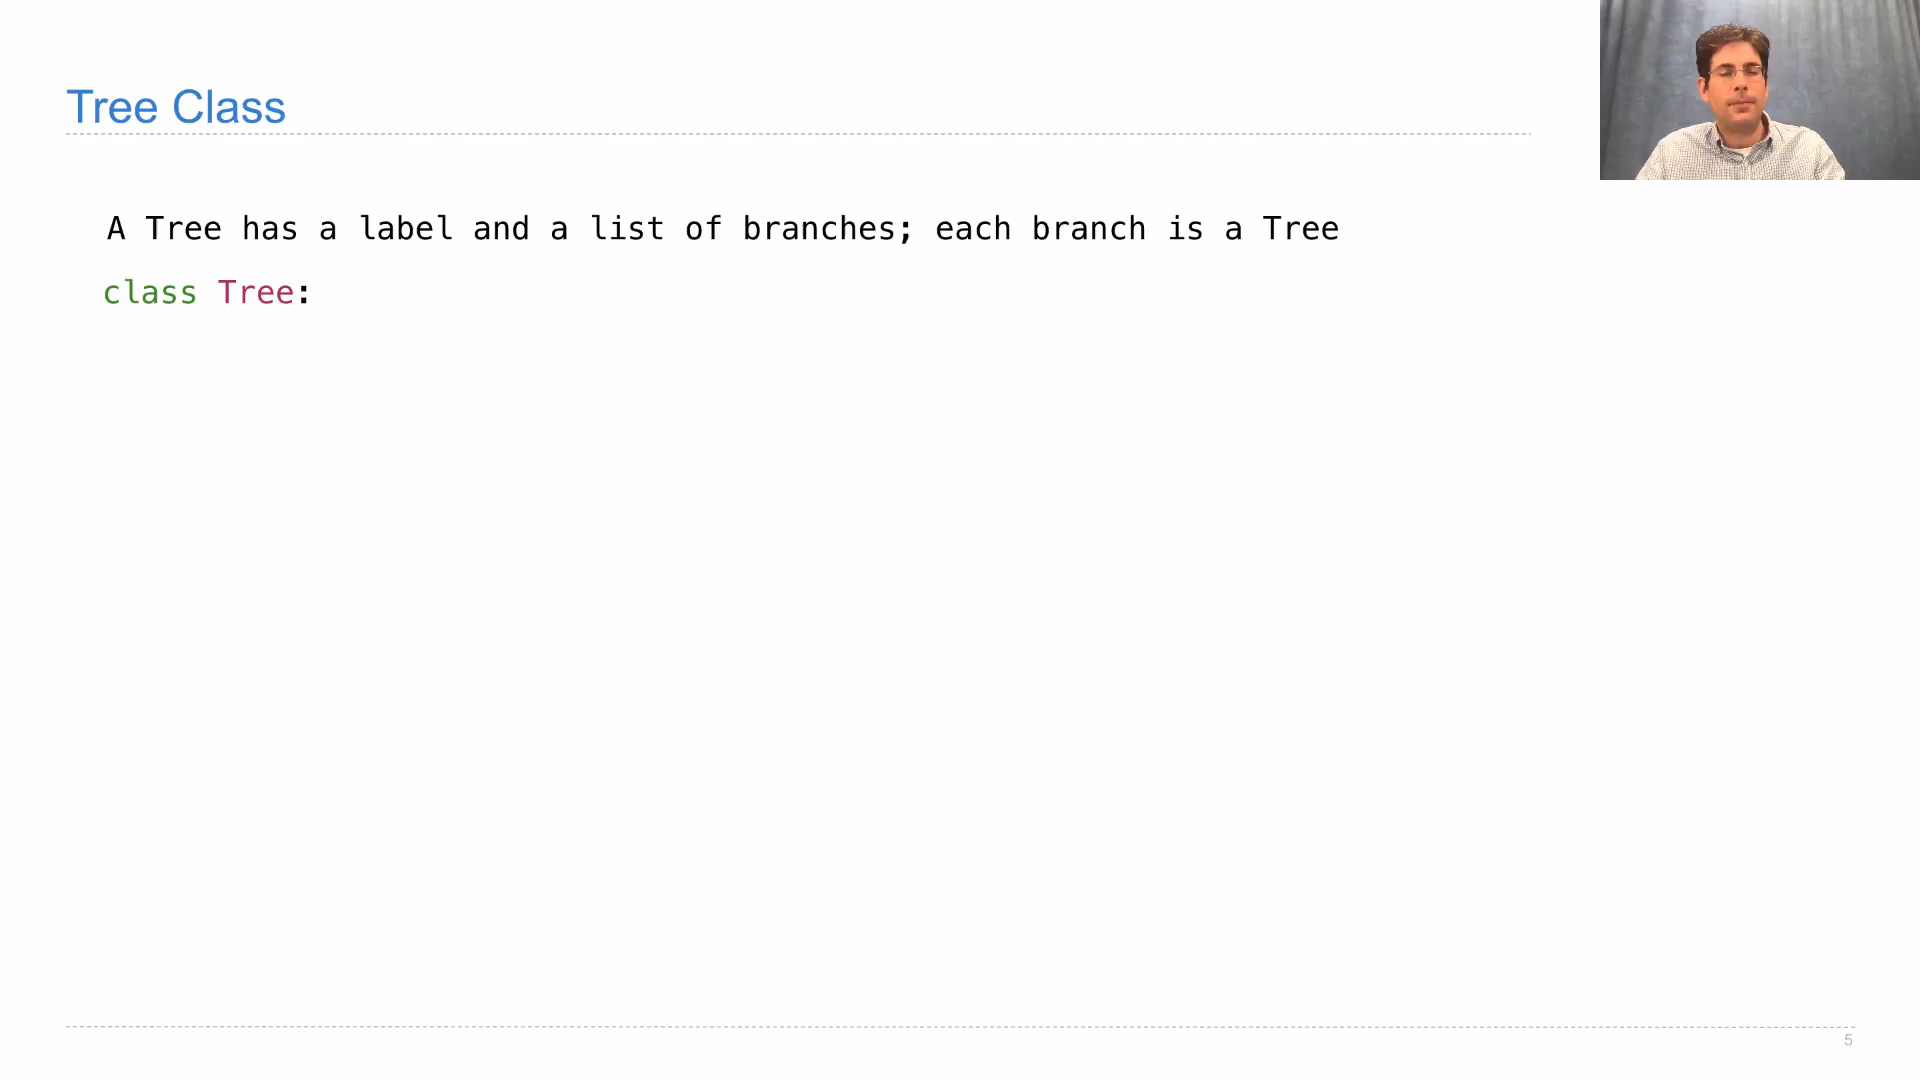 Tree Class
A Tree has a label and a list of branches; each branch is a Tree
class Tree:
5